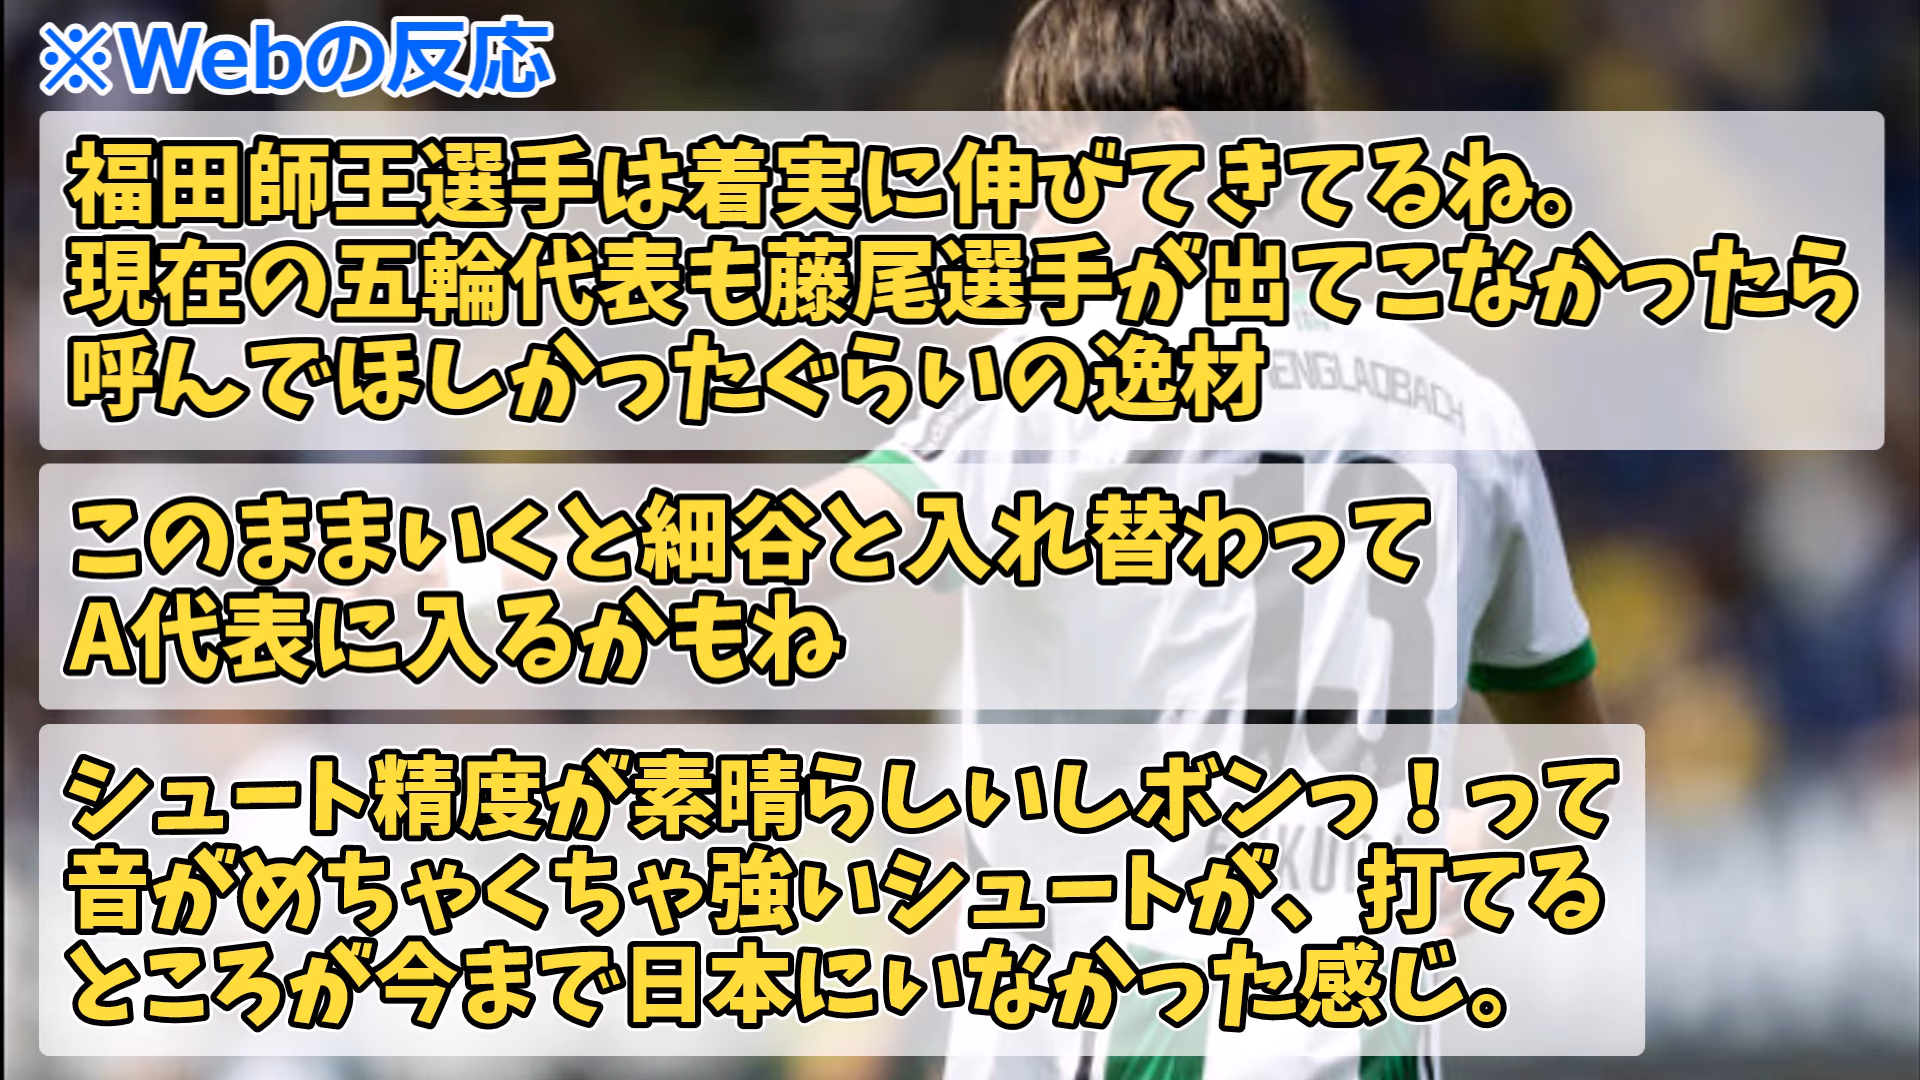 ※Webの反応
福田師王選手は着実に伸びてきてるね。
現在の五輪代表も藤尾選手が出てこなかったら
呼んでほしかったぐらいの逸材
ENGLADBACH
このままいくと細谷と入れ替わって
A代表に入るかもね
13
シュート精度が素晴らしいしボンっ！って
音がめちゃくちゃ強いシュートが、打てる
ところが今まで日本にいなかった感じ。